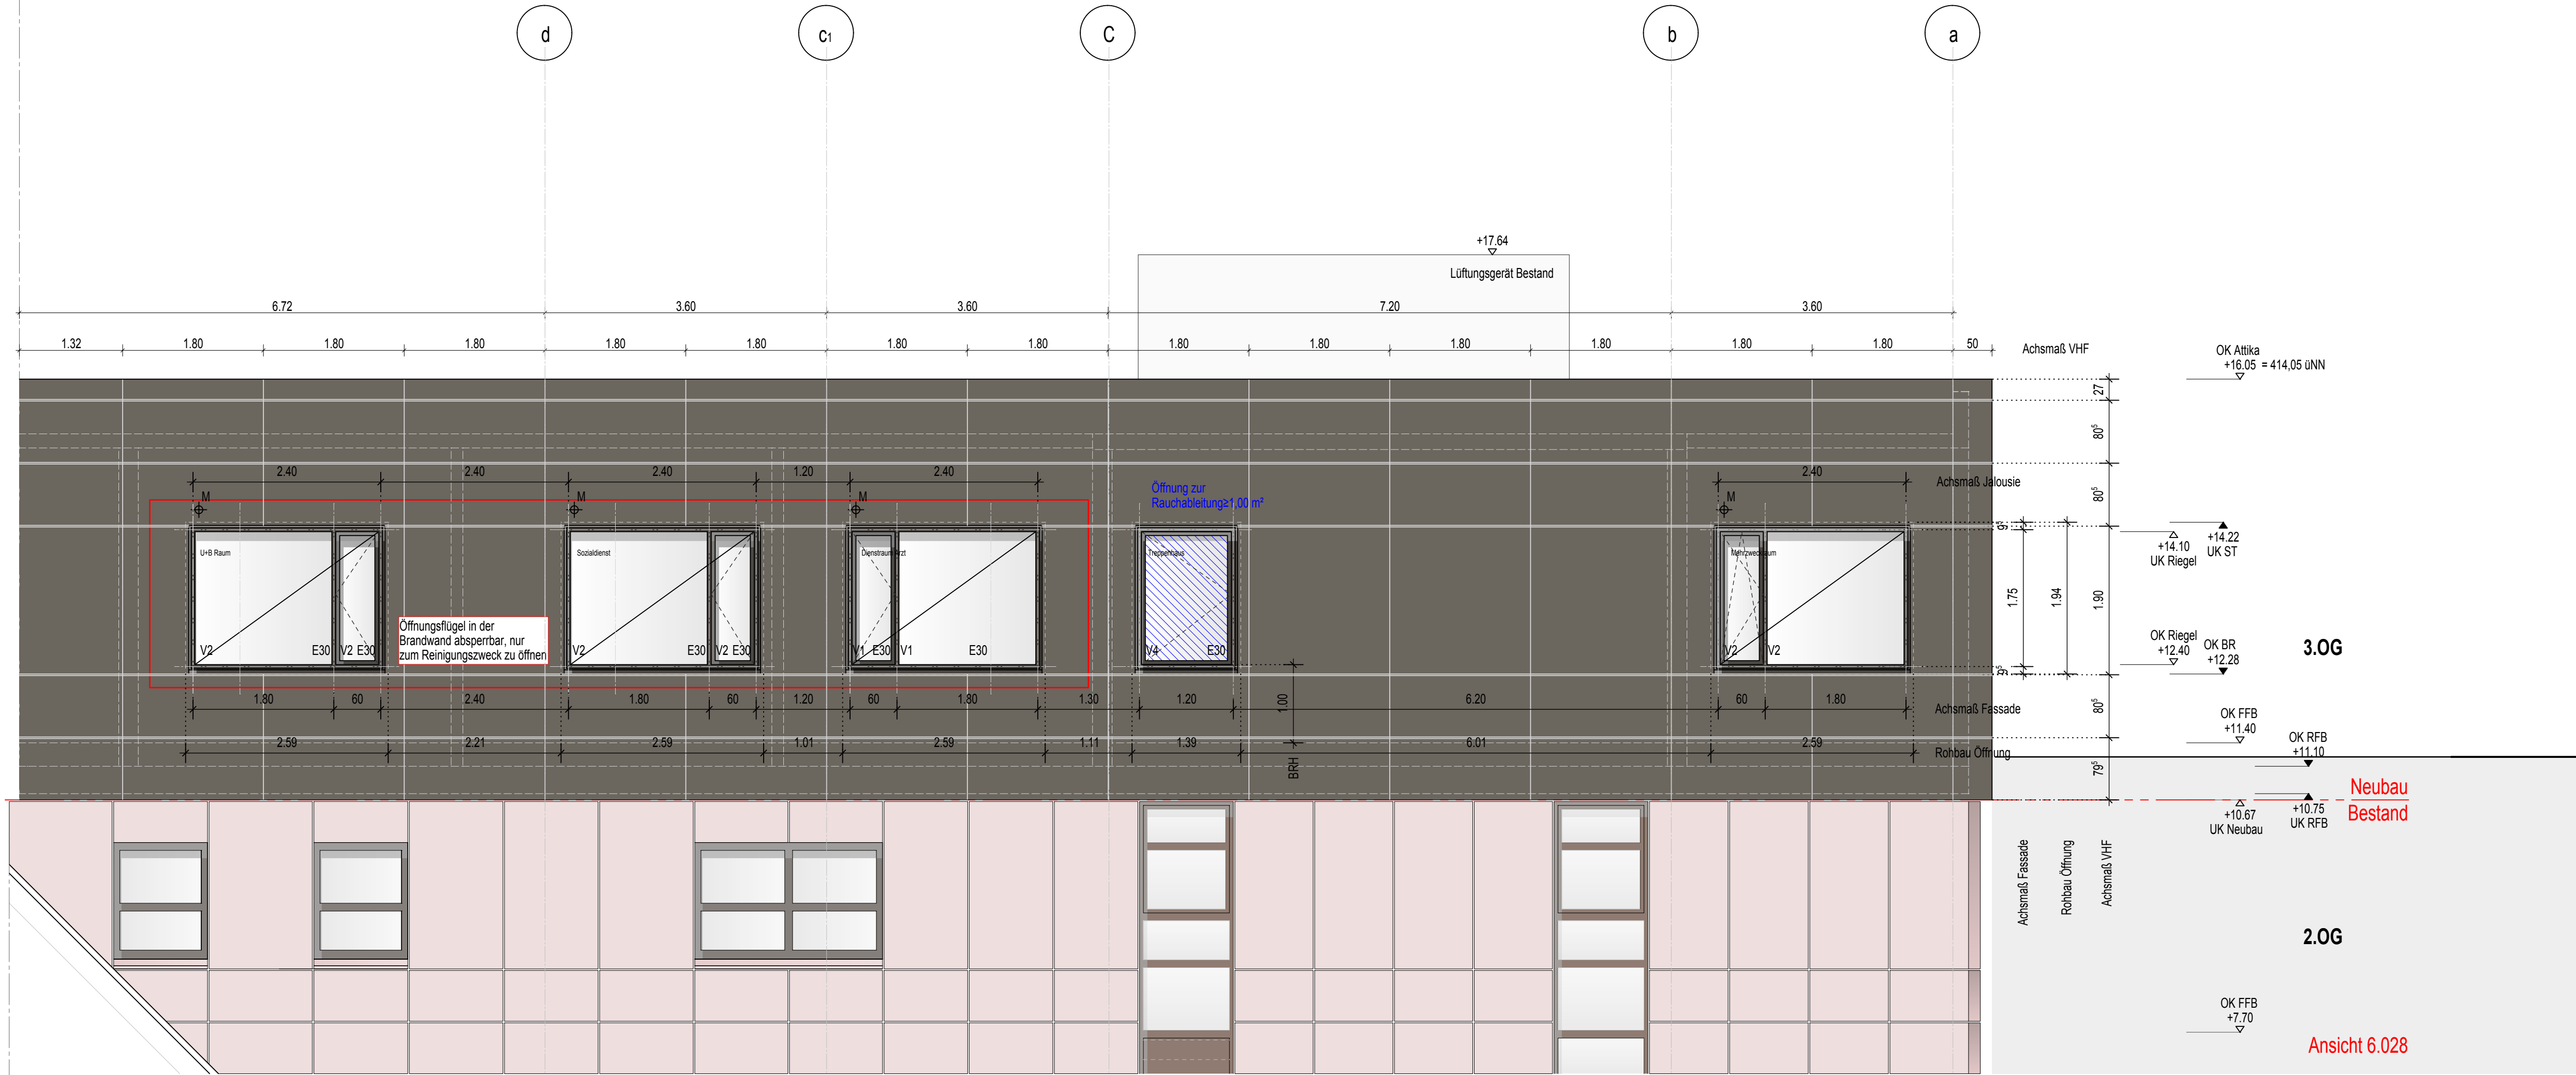 d
c1
C
b
a
+17.64
Lüftungsgerät Bestand
6.72
3.60
3.60
7.20
3.60
1.32
1.80
1.80
1.80
1.80
1.80
1.80
1.80
1.80
1.80
1.80
1.80
1.80
1.80
50
Achsmaß VHF
OK Attika
+16.05 = 414,05 üNN
27
80⁵
2.40
2.40
2.40
1.20
2.40
2.40
Achsmaß Jalousie
80⁵
M
M
M
M
Öffnung zur
Rauchableitung≥1,00 m²
9⁵
+14.22
UK ST
+14.10
UK Riegel
U+B Raum
Sozialdienst
Dienstraum Arzt
Treppenhaus
Mehrzweckraum
1.75
1.94
1.90
Öffnungsflügel in der
Brandwand absperrbar, nur
zum Reinigungszweck zu öffnen
V2
E30
V2
E30
V2
E30
V2
E30
V1
E30
V1
E30
V4
E30
V2
V2
OK Riegel
+12.40
OK BR
+12.28
3.OG
9⁵
1.80
60
2.40
1.80
60
1.20
60
1.80
1.30
1.20
1.00
6.20
60
1.80
Achsmaß Fassade
80⁵
OK FFB
+11.40
2.59
2.21
2.59
1.01
2.59
1.11
1.39
BRH
6.01
2.59
Rohbau Öffnung
79⁵
OK RFB
+11.10
Neubau
Bestand
+10.75
UK RFB
+10.67
UK Neubau
Achsmaß Fassade
Rohbau Öffnung
Achsmaß VHF
2.OG
OK FFB
+7.70
Ansicht 6.028